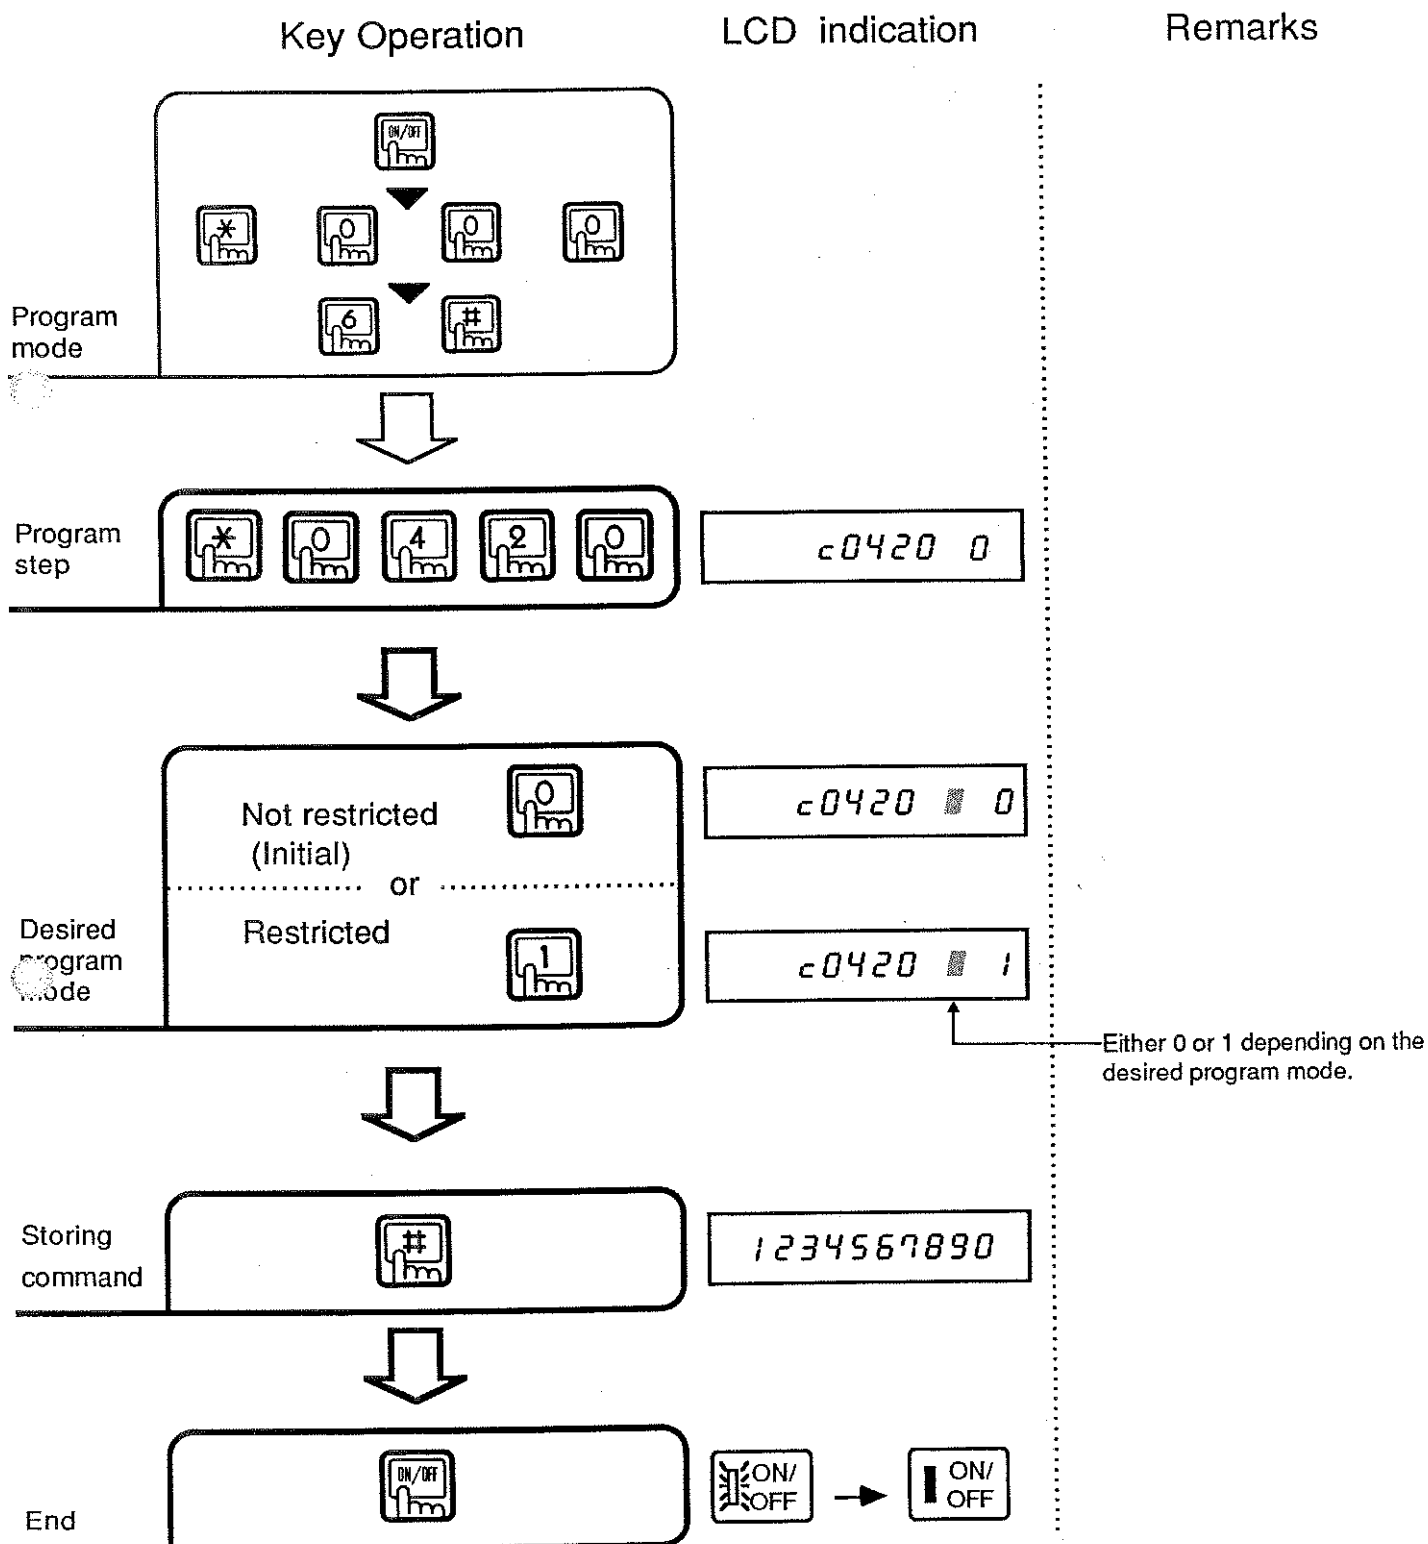 Key Operation LCD indication Remarks
ON/OFF
* 0 0 0
6 #
Program
mode
Program
step
* 0 4 2 0
c0420 0
Not restricted
(Initial)
0
c0420 0
or
Restricted
1
c0420 1
Desired
program
mode
Either 0 or 1 depending on the
desired program mode.
Storing
command
#
1234567890
End
ON/OFF
ON/
OFF
ON/
OFF